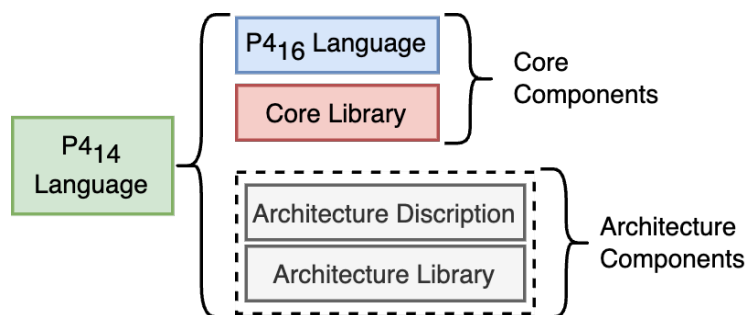 P4₁₄
Language
P4₁₆ Language
Core Library
Core
Components
Architecture Discription
Architecture Library
Architecture
Components